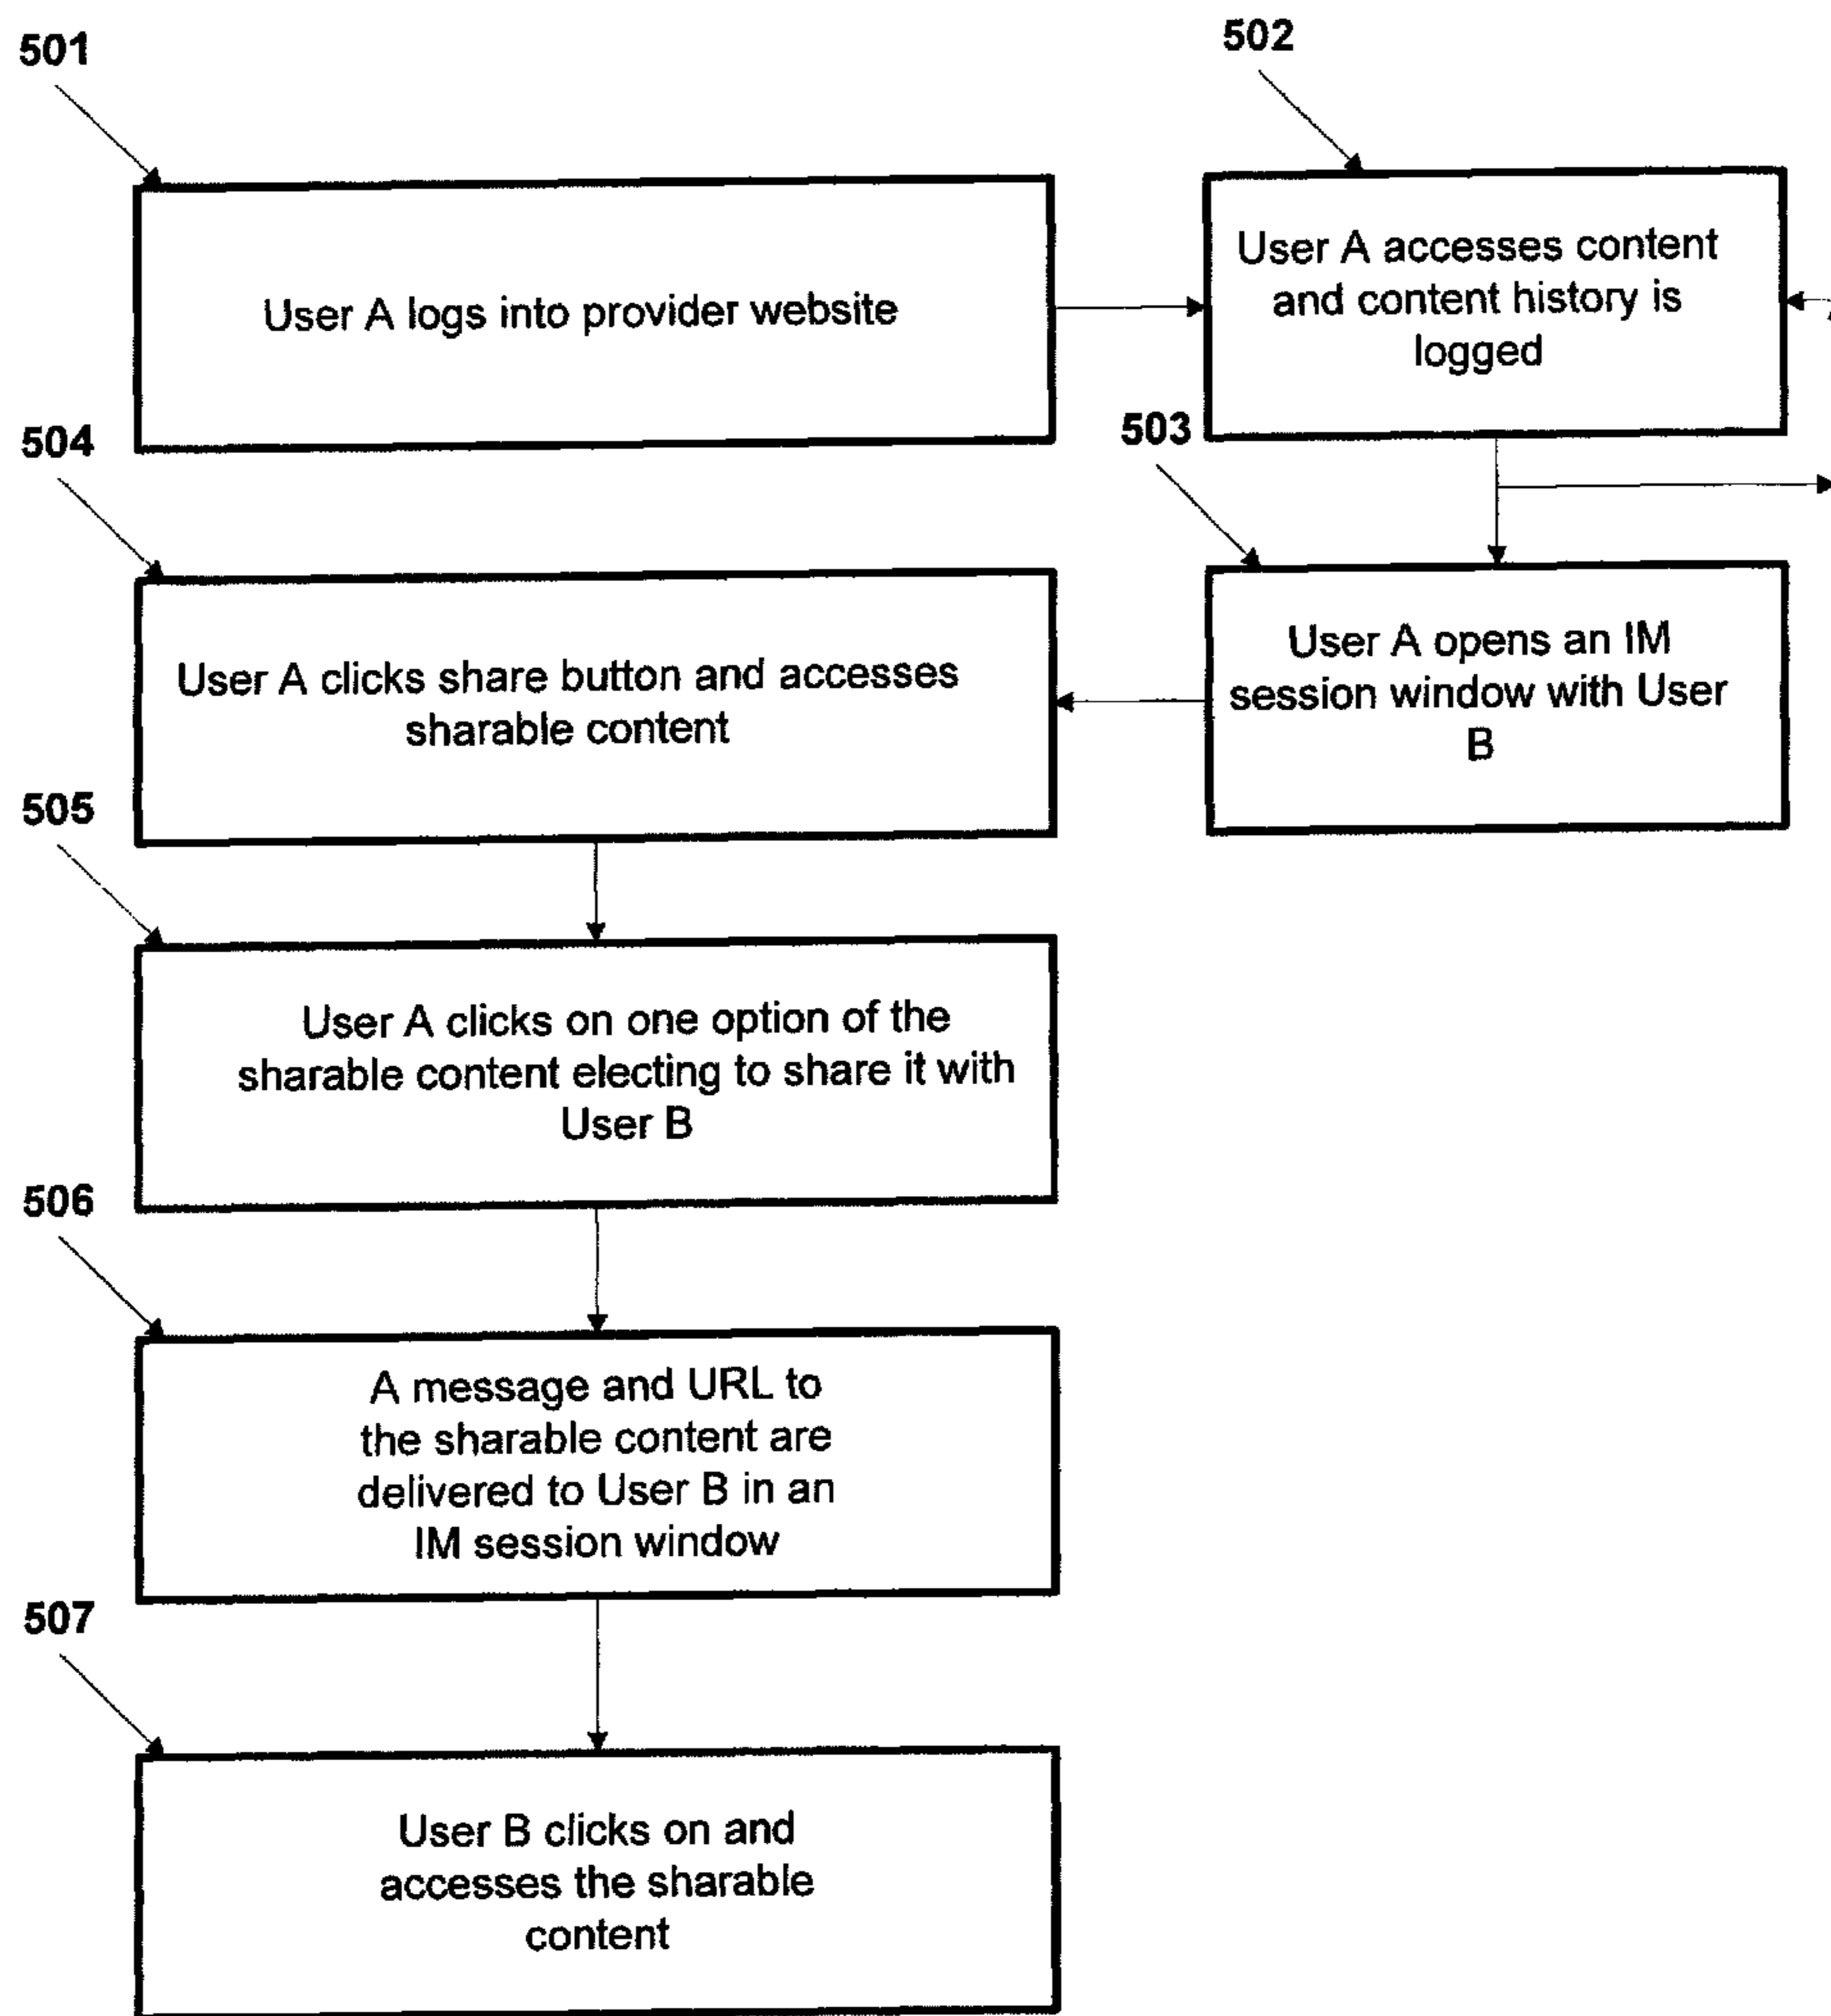 501
User A logs into provider website
502
User A accesses content
and content history is
logged
503
User A opens an IM
session window with User
B
504
User A clicks share button and accesses
sharable content
505
User A clicks on one option of the
sharable content electing to share it with
User B
506
A message and URL to
the sharable content are
delivered to User B in an
IM session window
507
User B clicks on and
accesses the sharable
content